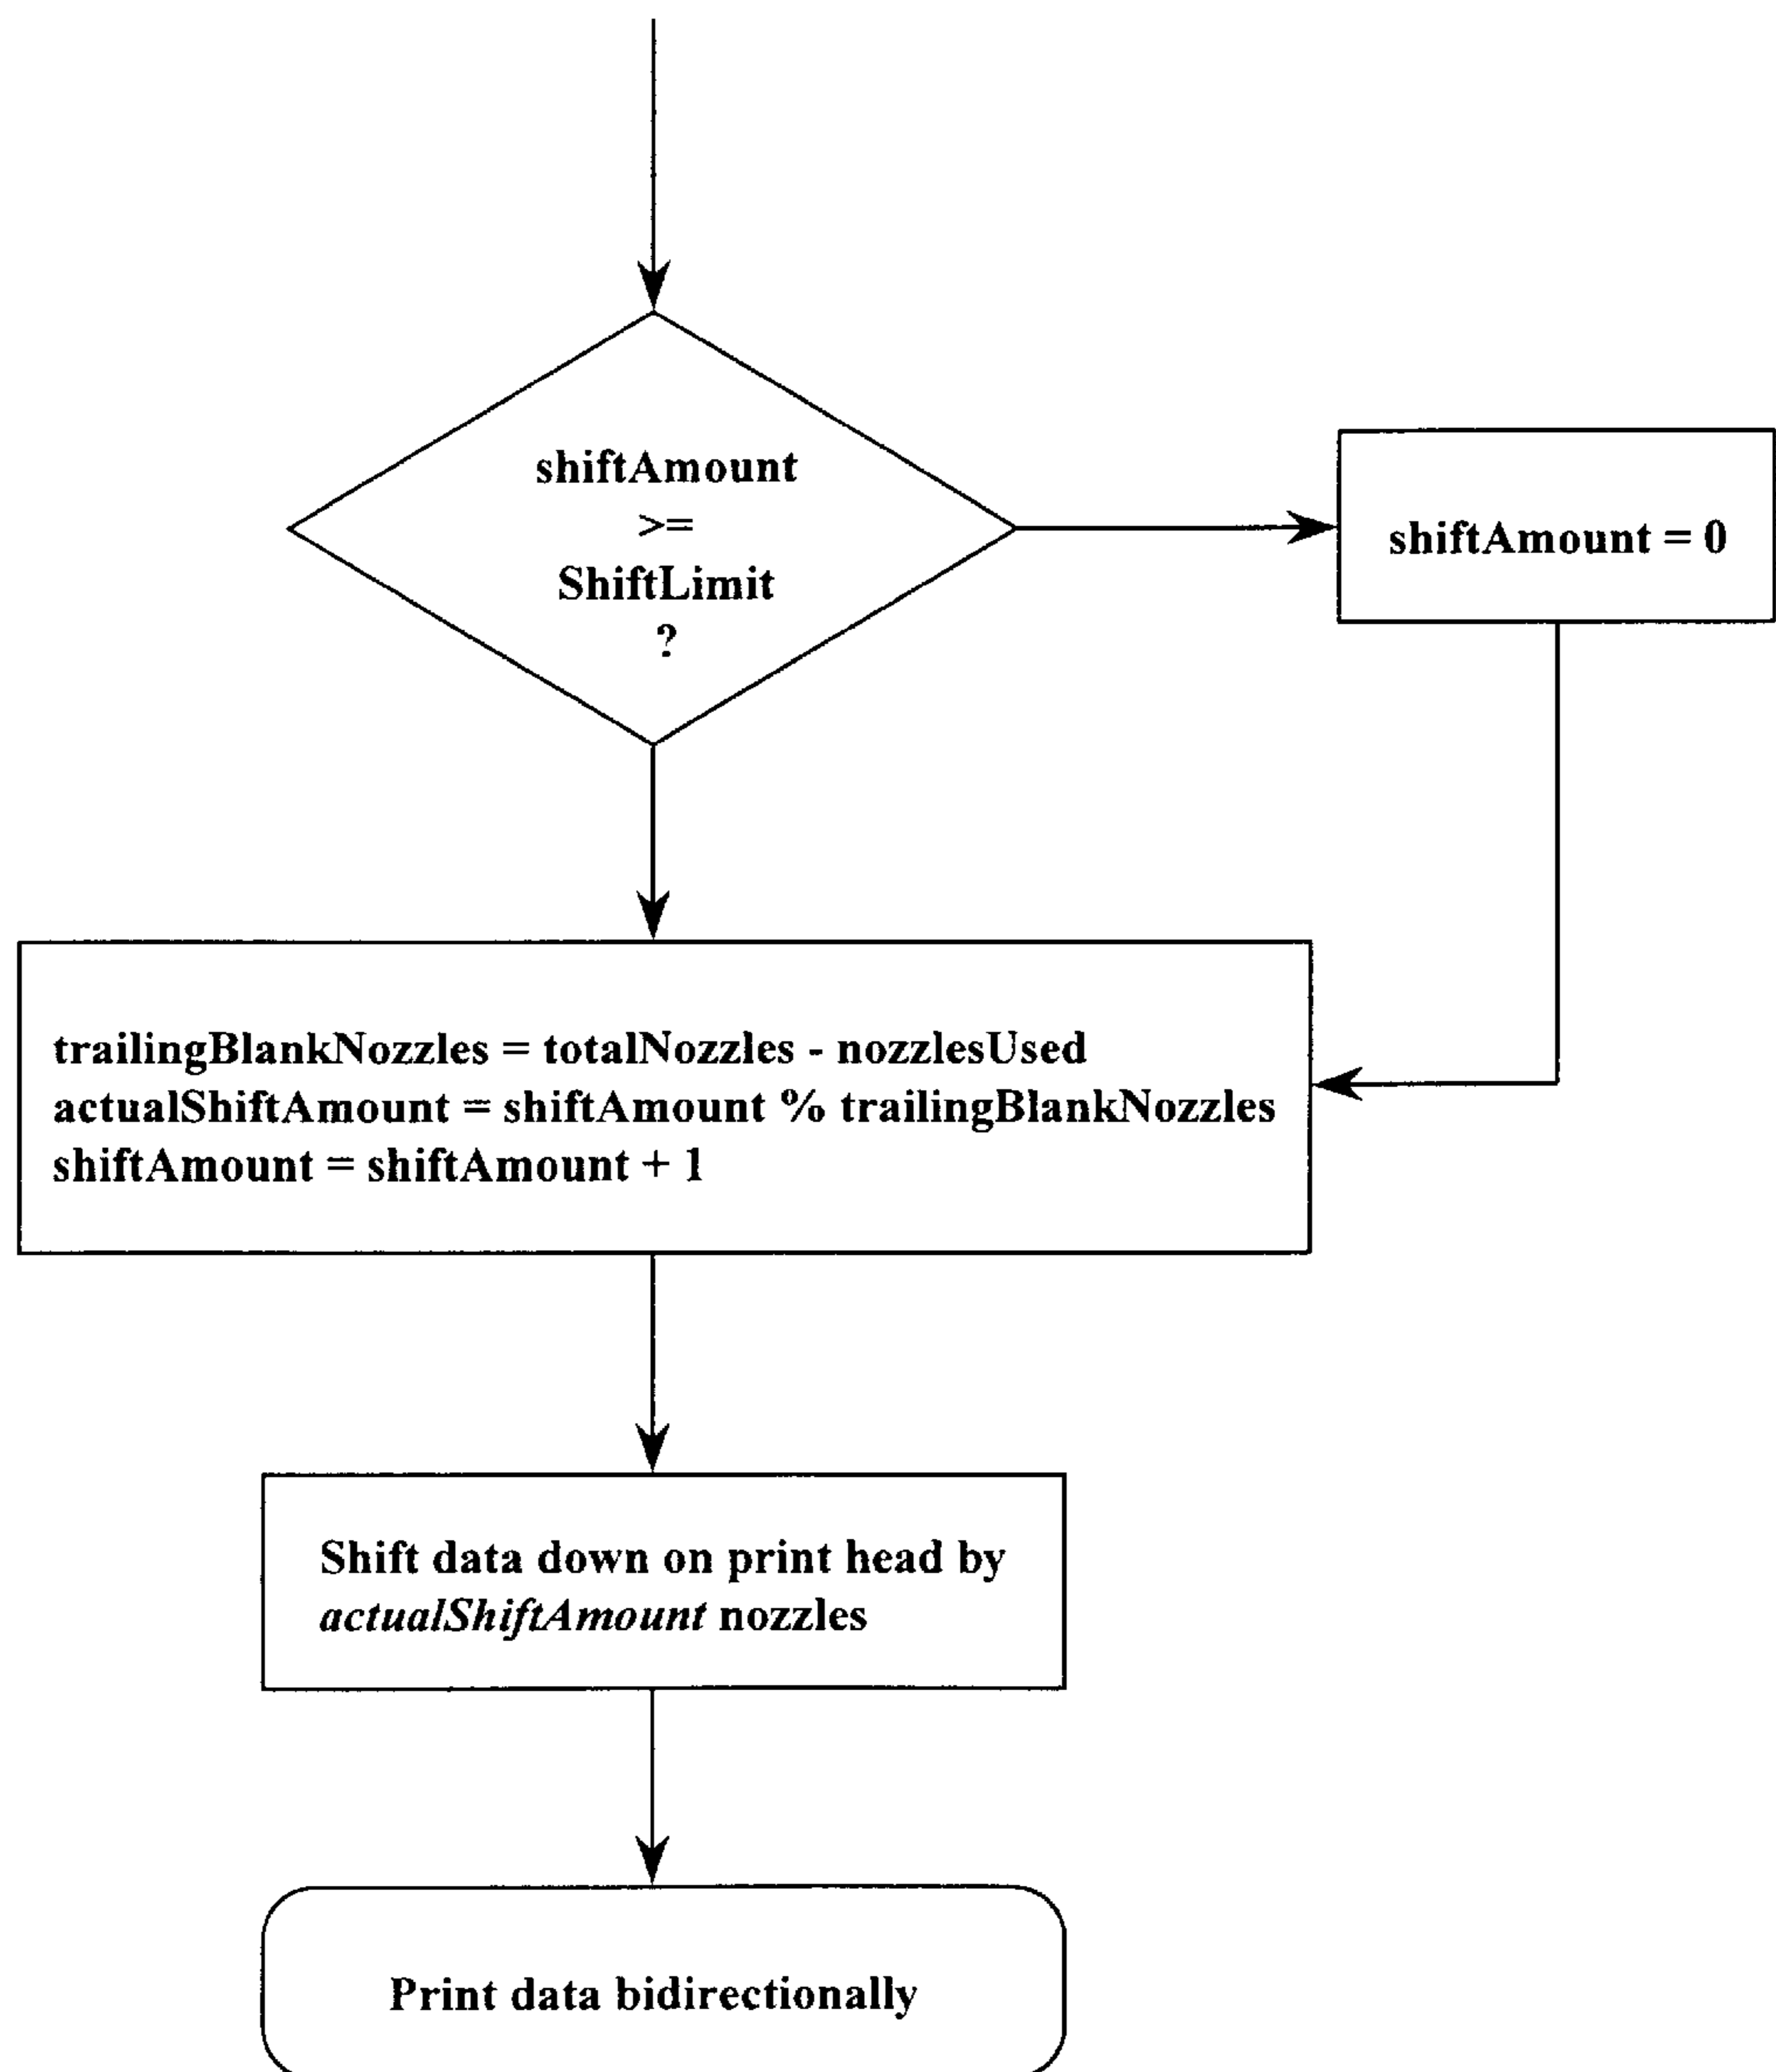 shiftAmount
>=
ShiftLimit
?
shiftAmount = 0
trailingBlankNozzles = totalNozzles - nozzlesUsed
actualShiftAmount = shiftAmount % trailingBlankNozzles
shiftAmount = shiftAmount + 1
Shift data down on print head by
actualShiftAmount nozzles
Print data bidirectionally